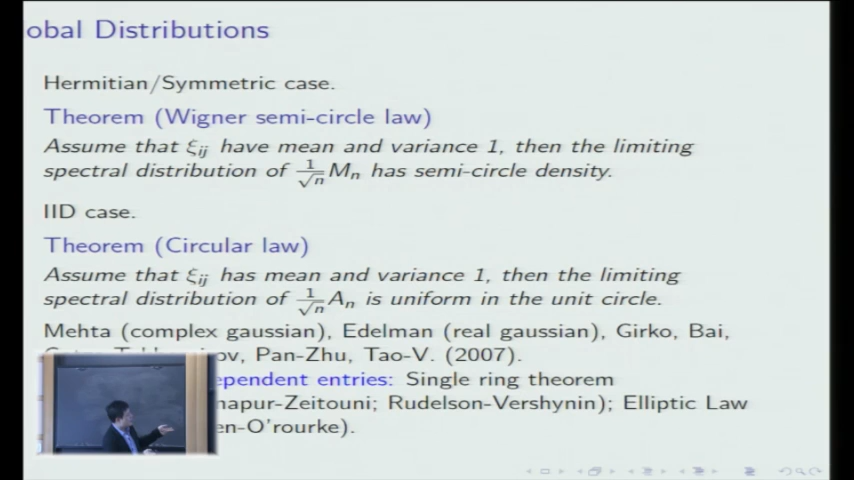 obal Distributions
Hermitian/Symmetric case.
Theorem (Wigner semi-circle law)
Assume that ξij have mean and variance 1, then the limiting
spectral distribution of 1/√n Mn has semi-circle density.
IID case.
Theorem (Circular law)
Assume that ξij has mean and variance 1, then the limiting
spectral distribution of 1/√n An is uniform in the unit circle.
Mehta (complex gaussian), Edelman (real gaussian), Girko, Bai,
Pan-Zhu, Tao-V. (2007).
ependent entries: Single ring theorem
napur-Zeitouni; Rudelson-Vershynin); Elliptic Law
en-O'rourke).